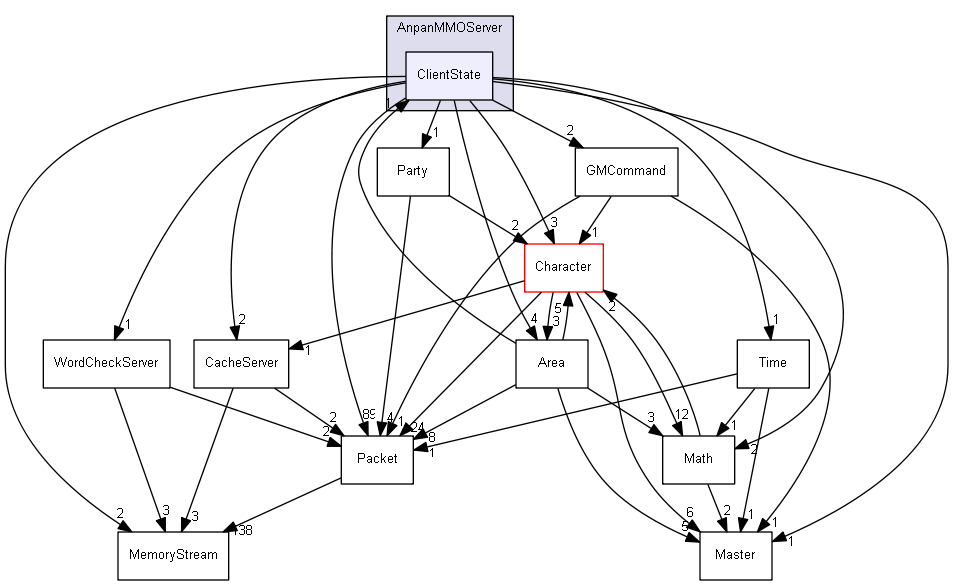 AnpanMMOServer
ClientState
1
1
2
Party
GMCommand
2
3
1
Character
5
2
1
2
4
3
1
1
WordCheckServer
CacheServer
Area
Time
89
4
1
2
2
24
8
1
3
12
1
2
Packet
Math
2
3
3
138
6
5
2
1
1
1
MemoryStream
Master